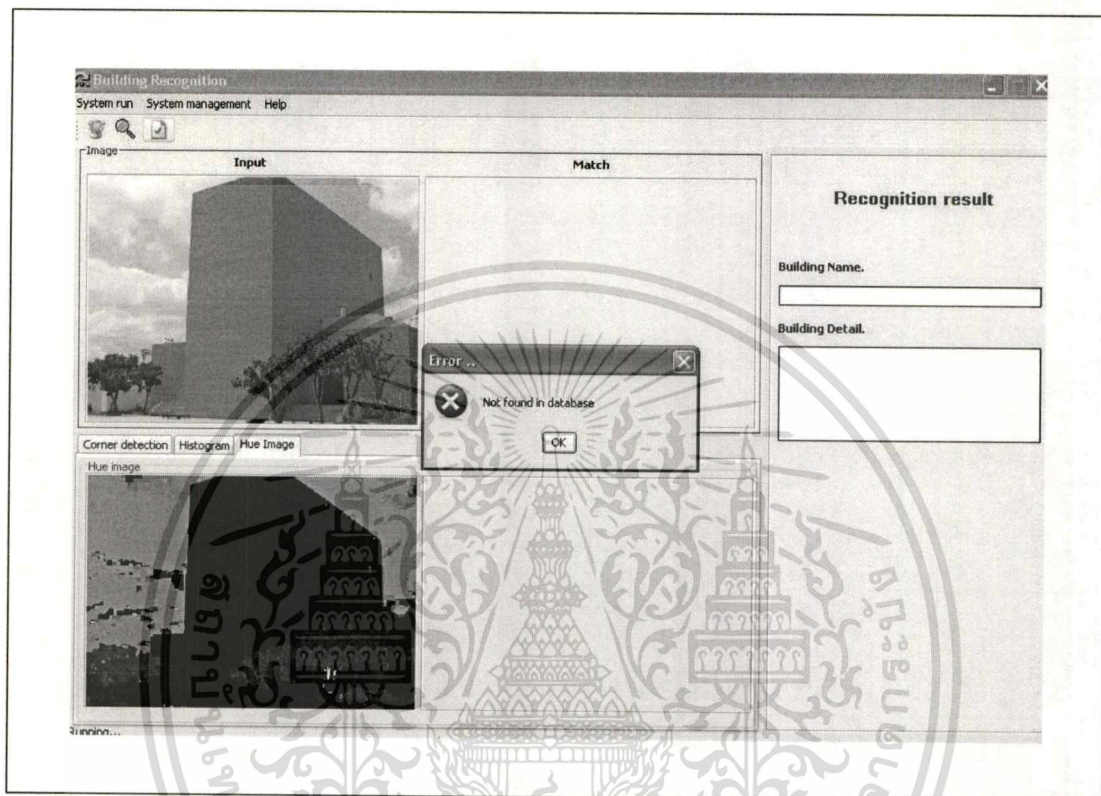 Building Recognition
System run System management Help
Image
Input Match
Recognition result
Building Name.
Building Detail.
Error ..
Not found in database
OK
Corner detection Histogram Hue Image
Hue image
Running...